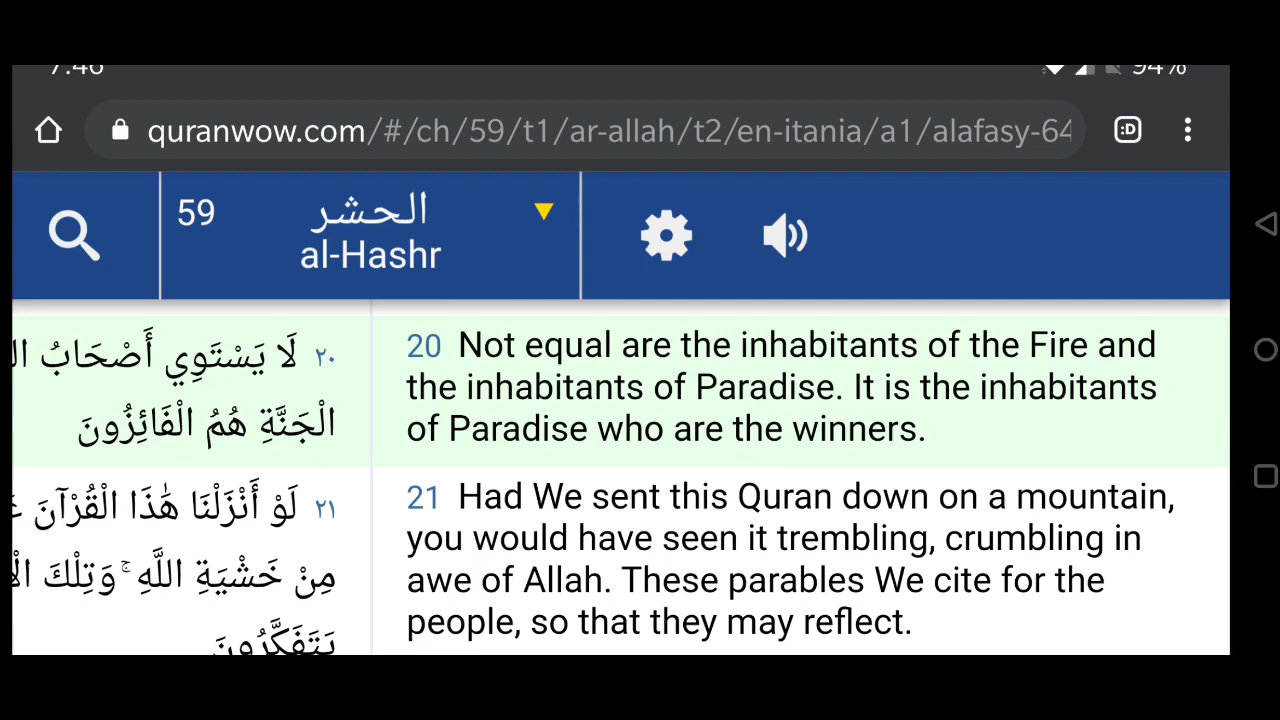 7:46 94%
quranwow.com/#/ch/59/t1/ar-allah/t2/en-itania/a1/alafasy-64
:D
59
الحشر
al-Hashr
٢٠ لَا يَسْتَوِي أَصْحَابُ
الْجَنَّةِ هُمُ الْفَائِزُونَ
20 Not equal are the inhabitants of the Fire and
the inhabitants of Paradise. It is the inhabitants
of Paradise who are the winners.
٢١ لَوْ أَنْزَلْنَا هَٰذَا الْقُرْآنَ
مِنْ خَشْيَةِ اللَّهِ ۚ وَتِلْكَ
يَتَفَكَّرُونَ
21 Had We sent this Quran down on a mountain,
you would have seen it trembling, crumbling in
awe of Allah. These parables We cite for the
people, so that they may reflect.